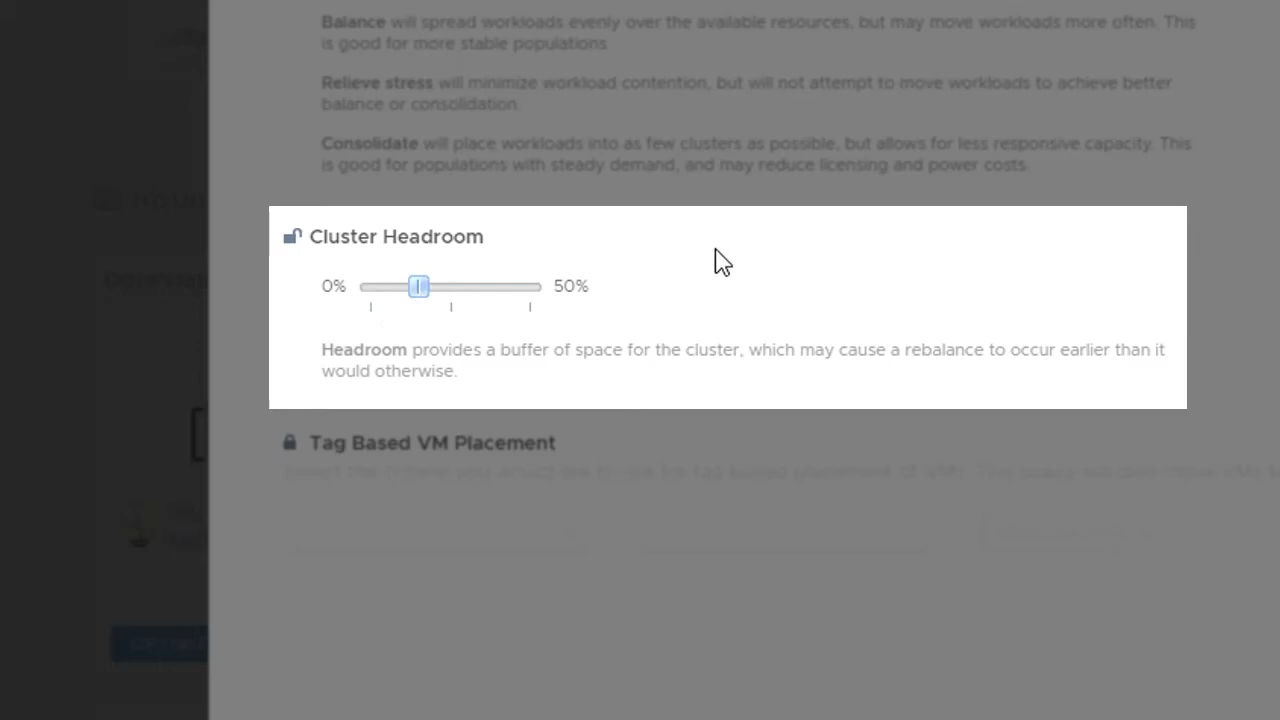 Balance will spread workloads evenly over the available resources, but may move workloads more often. This
is good for more stable populations.
Relieve stress will minimize workload contention, but will not attempt to move workloads to achieve better
balance or consolidation.
Consolidate will place workloads into as few clusters as possible, but allows for less responsive capacity. This
is good for populations with steady demand, and may reduce licensing and power costs.
Cluster Headroom
0% 50%
Headroom provides a buffer of space for the cluster, which may cause a rebalance to occur earlier than it
would otherwise.
Tag Based VM Placement